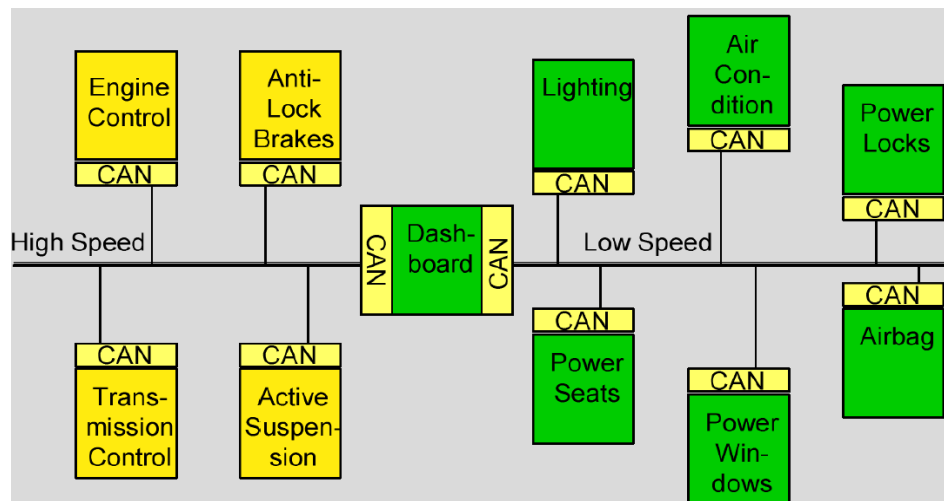 Engine
Control
CAN
Anti-
Lock
Brakes
CAN
Lighting
CAN
Air
Con-
dition
CAN
Power
Locks
CAN
High Speed
CAN
Dash-
board
CAN
Low Speed
CAN
Trans-
mission
Control
CAN
Active
Suspen-
sion
CAN
Power
Seats
CAN
Power
Win-
dows
CAN
Airbag